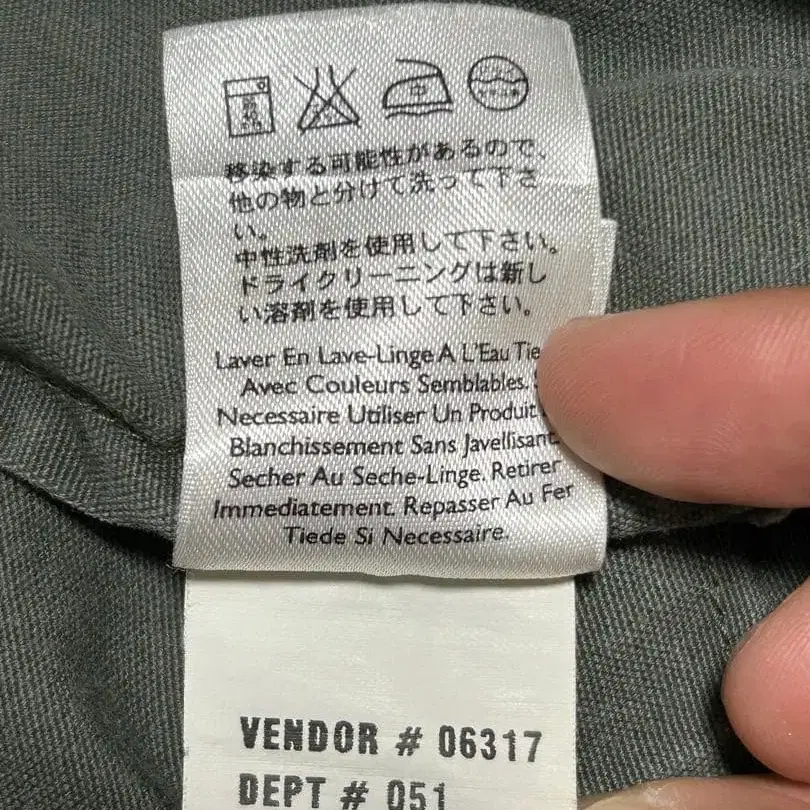 移染する可能性があるので、
他の物と分けて洗って下さ
い。
中性洗剤を使用して下さい。
ドライクリーニングは新し
い溶剤を使用して下さい。
Laver En Lave-Linge A L'Eau Tie
Avec Couleurs Semblables.
Necessaire Utiliser Un Produit
Blanchissement Sans Javellisant.
Secher Au Seche-Linge. Retirer
Immediatement. Repasser Au Fer
Tiede Si Necessaire.
VENDOR # 06317
DEPT # 051